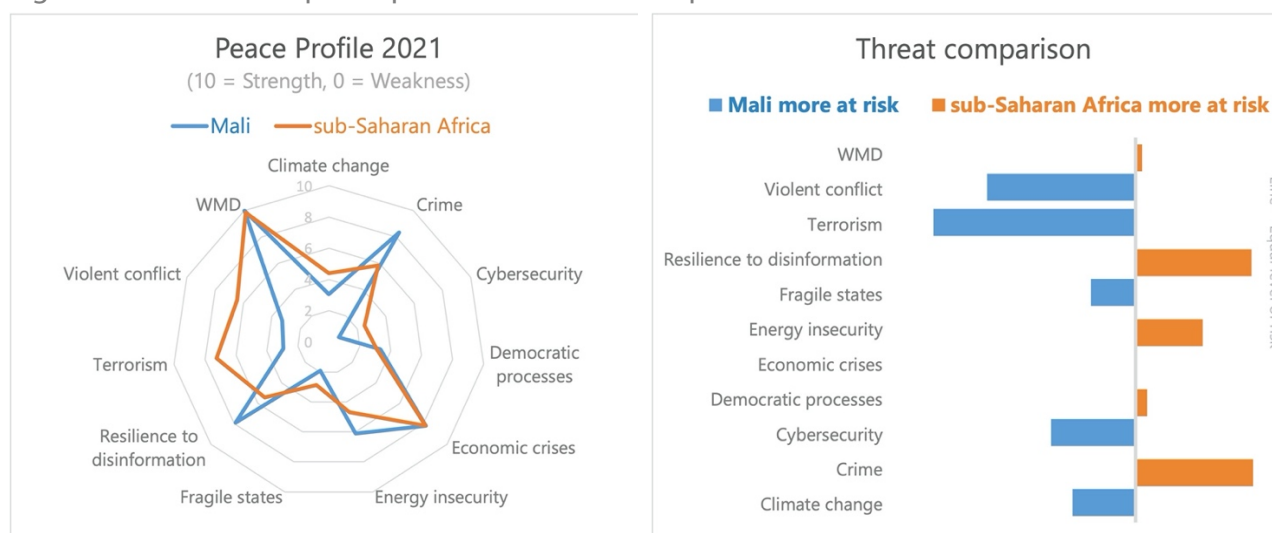 Peace Profile 2021
(10 = Strength, 0 = Weakness)
Mali
sub-Saharan Africa
Climate change
10
WMD
Crime
8
6
Violent conflict
Cybersecurity
4
2
0
Terrorism
Democratic
processes
Resilience to
disinformation
Economic crises
Fragile states
Energy insecurity
Threat comparison
Mali more at risk
sub-Saharan Africa more at risk
WMD
Violent conflict
Terrorism
Resilience to disinformation
Fragile states
Energy insecurity
Economic crises
Democratic processes
Cybersecurity
Crime
Climate change